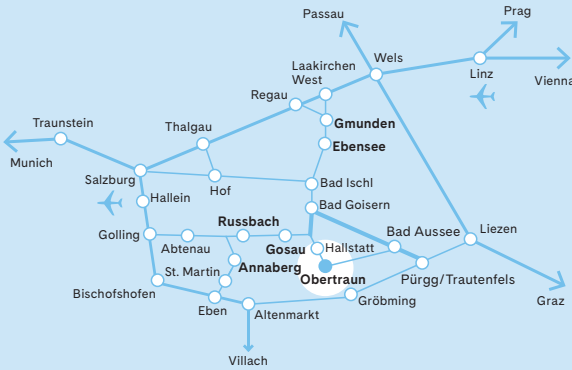 Passau
Prag
Wels
Linz
Vienna
Laakirchen
West
Regau
Gmunden
Ebensee
Traunstein
Munich
Thalgau
Salzburg
Hof
Bad Ischl
Hallein
Bad Goisern
Golling
Russbach
Abtenau
Gosau
Hallstatt
Bad Aussee
Liezen
St. Martin
Annaberg
Obertraun
Pürgg/Trautenfels
Bischofshofen
Eben
Altenmarkt
Gröbming
Graz
Villach